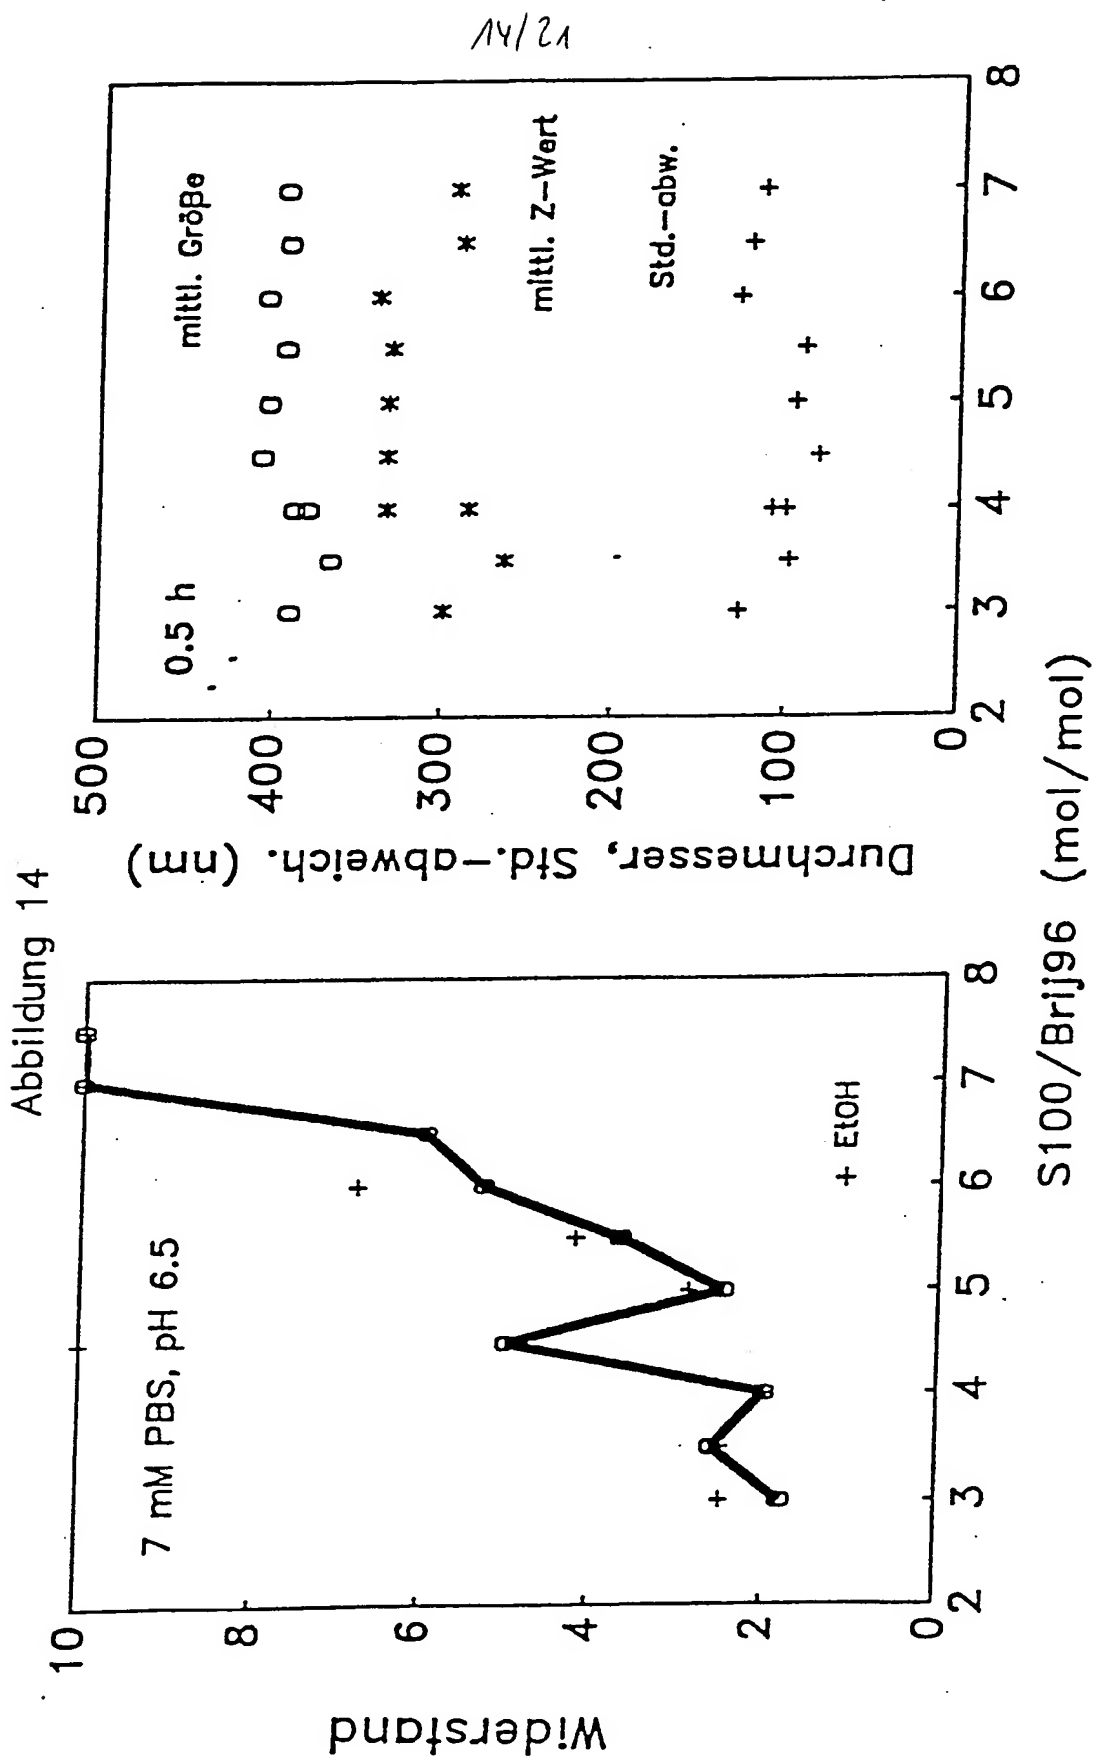 14/21
Abbildung 14
Widerstand
10
8
6
4
2
0
7 mM PBS, pH 6.5
+ EtOH
2
3
4
5
6
7
8
Durchmesser, Std.-abweich. (nm)
500
400
300
200
100
0
0.5 h
mittl. Größe
mittl. Z-Wert
Std.-abw.
2
3
4
5
6
7
8
S100/Brij96 (mol/mol)